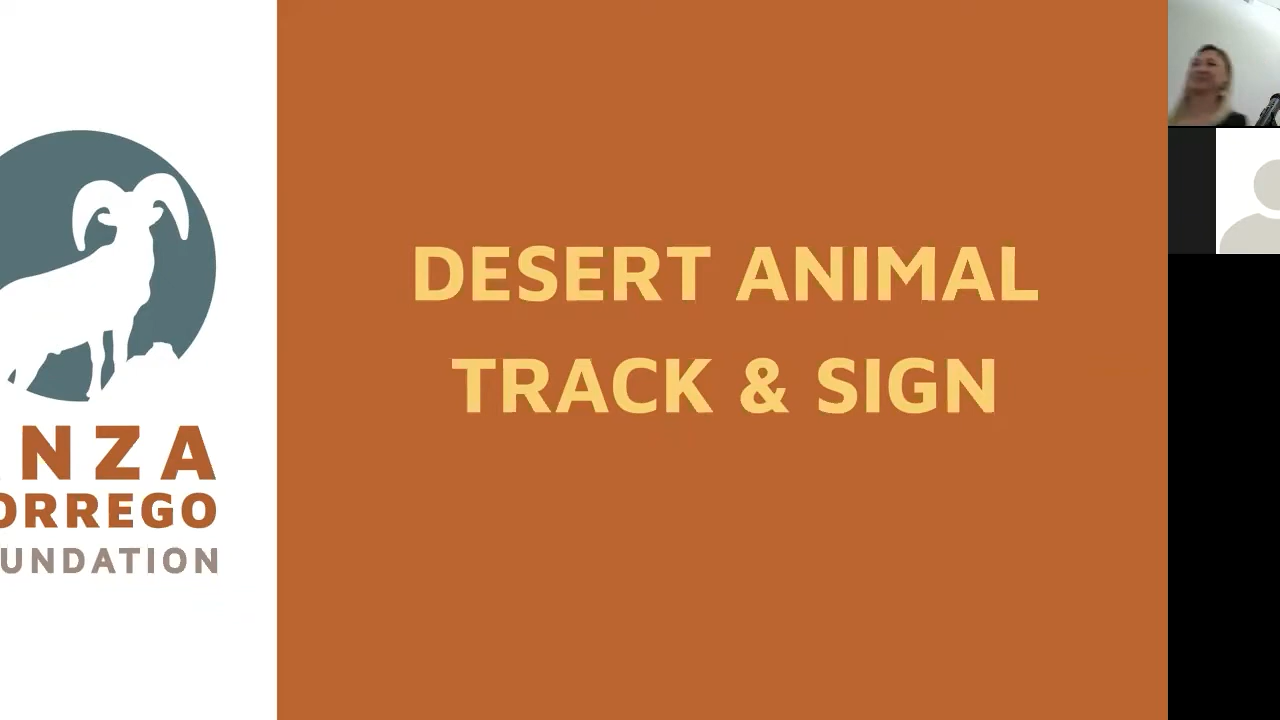 NZA
ORREGO
UNDATION
DESERT ANIMAL
TRACK & SIGN